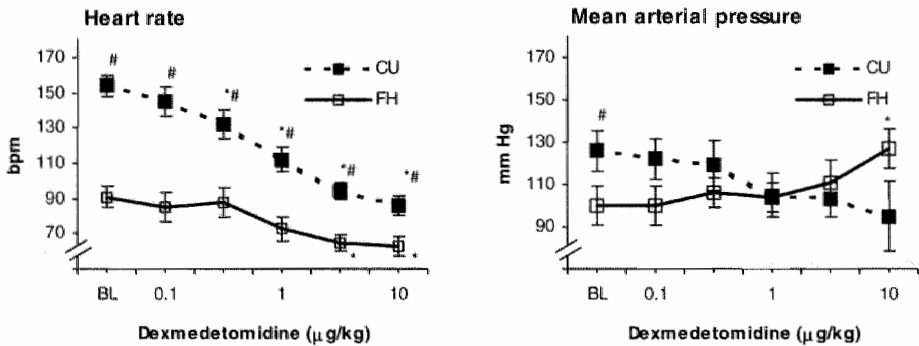 Heart rate
170
150
130
110
90
70
bpm
# # *# *# *# *#
* *
CU
FH
BL 0.1 1 10
Dexmedetomidine (μg/kg)
Mean arterial pressure
170
150
130
110
90
mm Hg
#
*
CU
FH
BL 0.1 1 10
Dexmedetomidine (μg/kg)